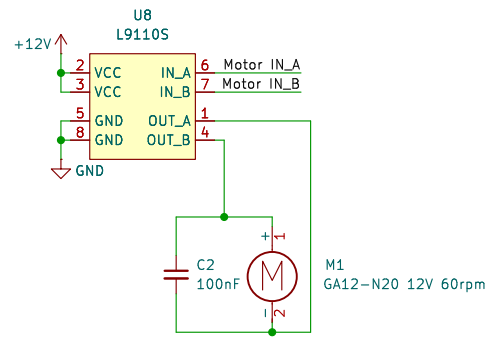 U8
L9110S
+12V
2 VCC IN_A 6 Motor IN_A
3 VCC IN_B 7 Motor IN_B
5 GND OUT_A 1
8 GND OUT_B 4
GND
+ 1
C2 M M1
100nF GA12-N20 12V 60rpm
- 2